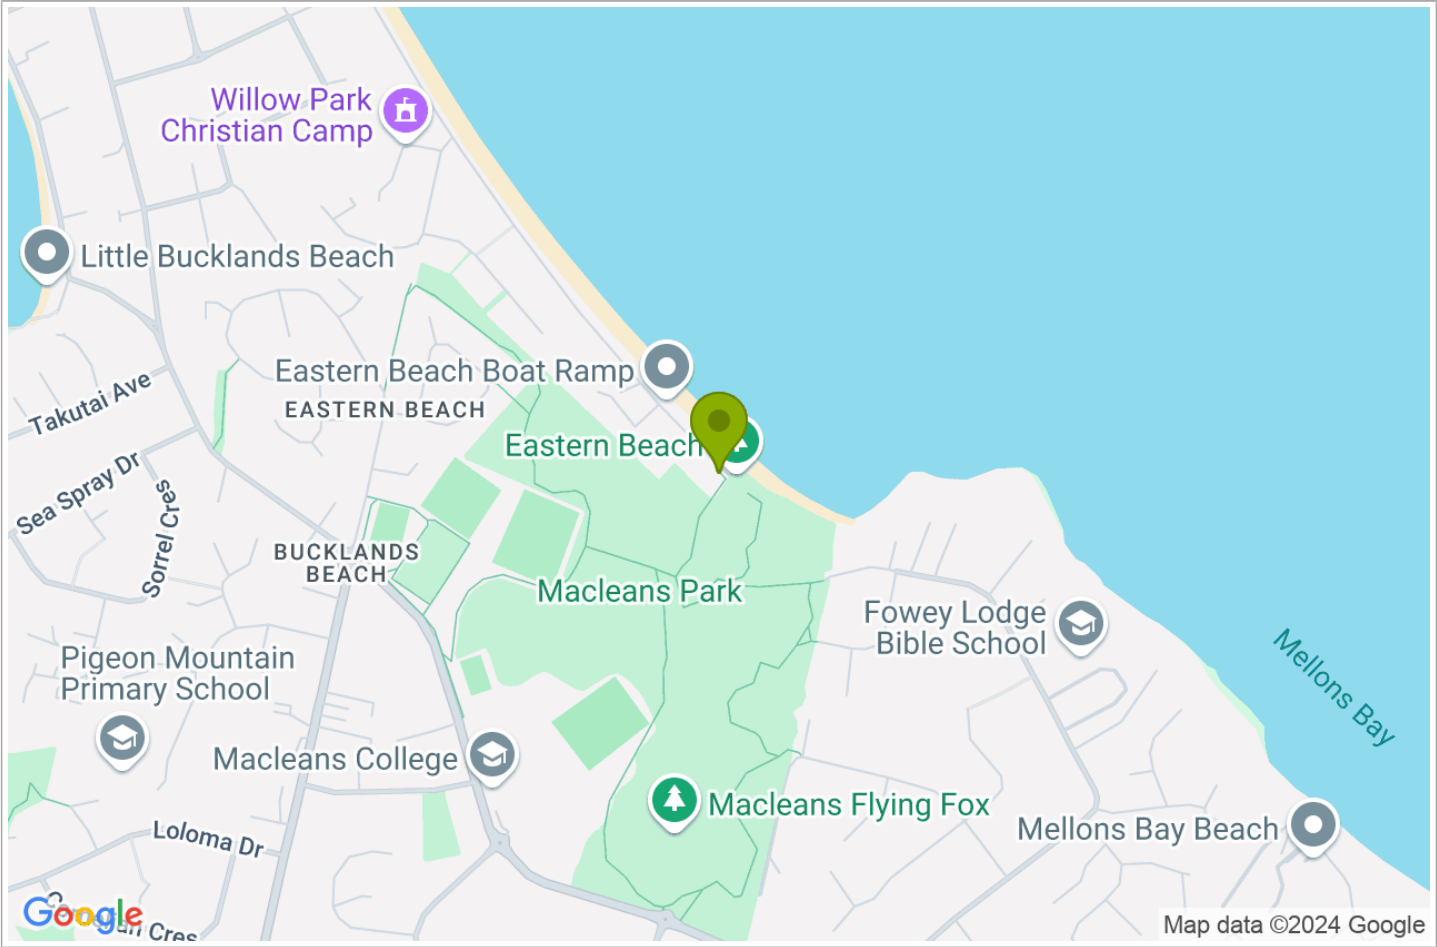 Willow Park
Christian Camp
Little Bucklands Beach
Eastern Beach Boat Ramp
Takutai Ave
EASTERN BEACH
Eastern Beach
Sea Spray Dr
Sorrel Cres
BUCKLANDS
BEACH
Macleans Park
Fowey Lodge
Bible School
Mellons Bay
Pigeon Mountain
Primary School
Macleans College
Macleans Flying Fox
Mellons Bay Beach
Loloma Dr
Cres
Google
Map data ©2024 Google